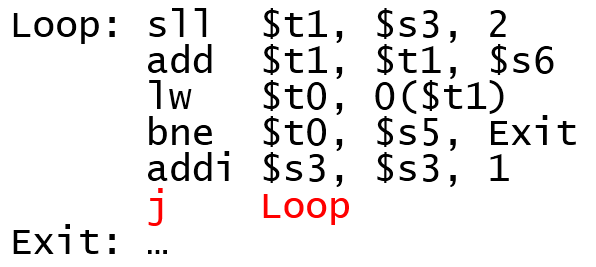 Loop: sll $t1, $s3, 2
add $t1, $t1, $s6
lw $t0, 0($t1)
bne $t0, $s5, Exit
addi $s3, $s3, 1
j Loop
Exit: …